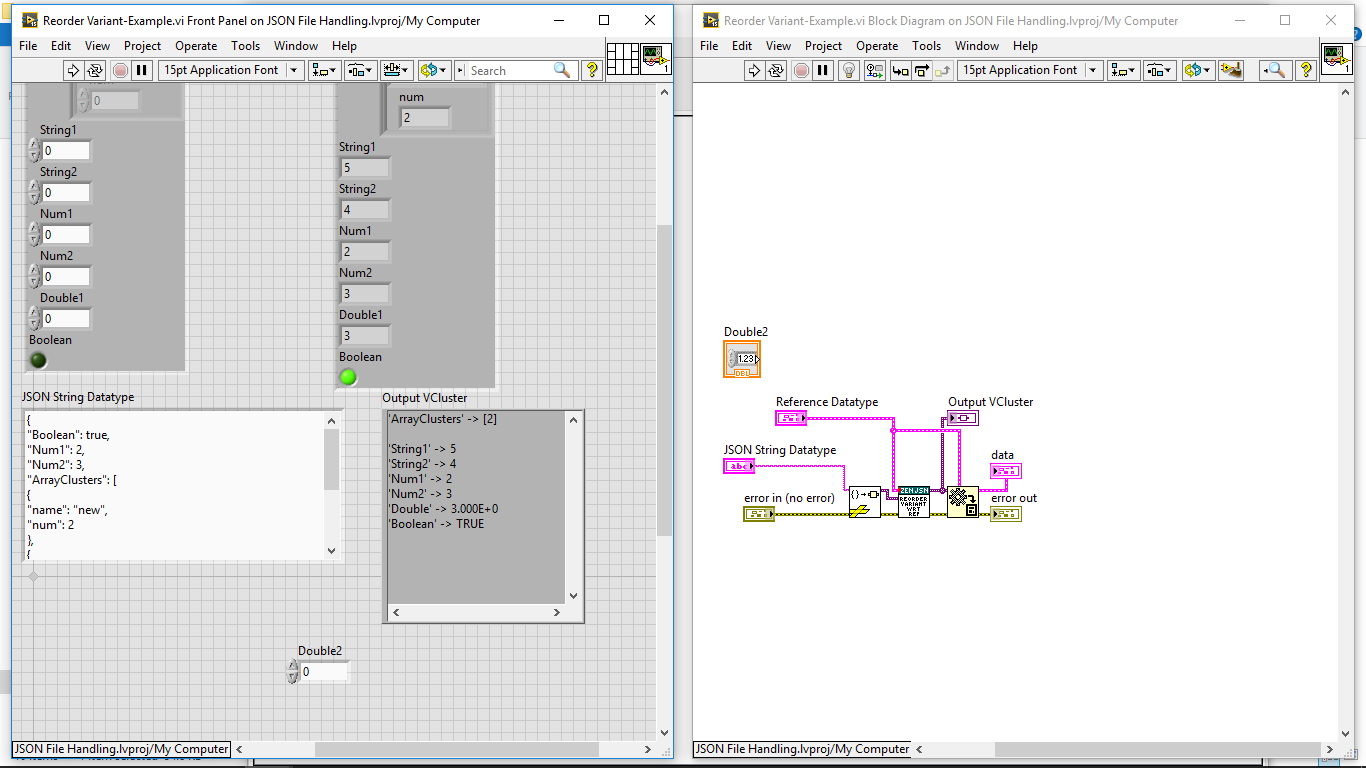 Reorder Variant-Example.vi Front Panel on JSON File Handling.lvproj/My Computer
File Edit View Project Operate Tools Window Help
15pt Application Font
Search
0
String1
0
String2
0
Num1
0
Num2
0
Double1
0
Boolean
num
2
String1
5
String2
4
Num1
2
Num2
3
Double1
3
Boolean
JSON String Datatype
{
"Boolean": true,
"Num1": 2,
"Num2": 3,
"ArrayClusters": [
{
"name": "new",
"num": 2
},
{
Output VCluster
'ArrayClusters' -> [2]
'String1' -> 5
'String2' -> 4
'Num1' -> 2
'Num2' -> 3
'Double' -> 3.000E+0
'Boolean' -> TRUE
Double2
0
JSON File Handling.lvproj/My Computer
Reorder Variant-Example.vi Block Diagram on JSON File Handling.lvproj/My Computer
File Edit View Project Operate Tools Window Help
15pt Application Font
1
Double2
1.23
DBL
Reference Datatype
Output VCluster
JSON String Datatype
abc
data
error in (no error)
REORDER
VARIANT
WRT
REF
error out
JSON File Handling.lvproj/My Computer